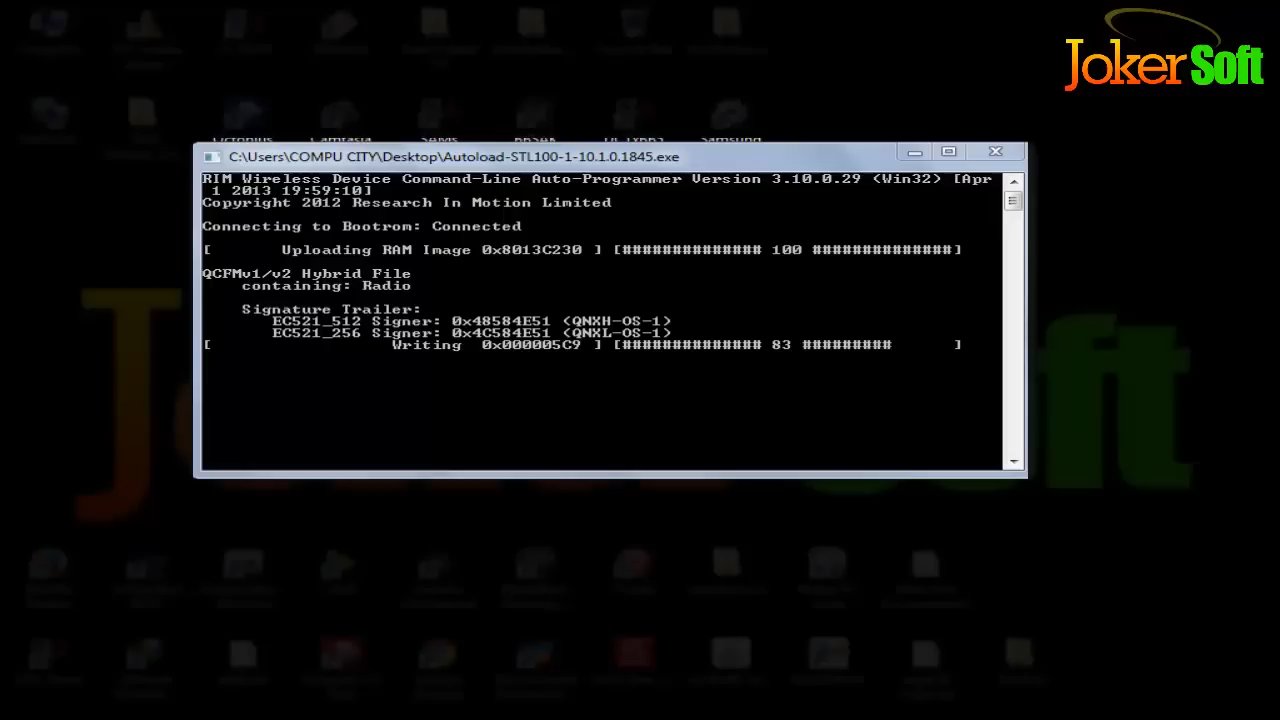 Joker Soft
C:\Users\COMPU CITY\Desktop\Autoload-STL100-1-10.1.0.1845.exe
RIM Wireless Device Command-Line Auto-Programmer Version 3.10.0.29 (Win32) [Apr
1 2013 19:59:10]
Copyright 2012 Research In Motion Limited
Connecting to Bootrom: Connected
[ Uploading RAM Image 0x8013C230 ] [############## 100 ##############]
QCFMv1/v2 Hybrid File
containing: Radio
Signature Trailer:
EC521_512 Signer: 0x48584E51 (QNXH-OS-1)
EC521_256 Signer: 0x4C584E51 (QNXL-OS-1)
[ Writing 0x000005C9 ] [############## 83 ######### ]